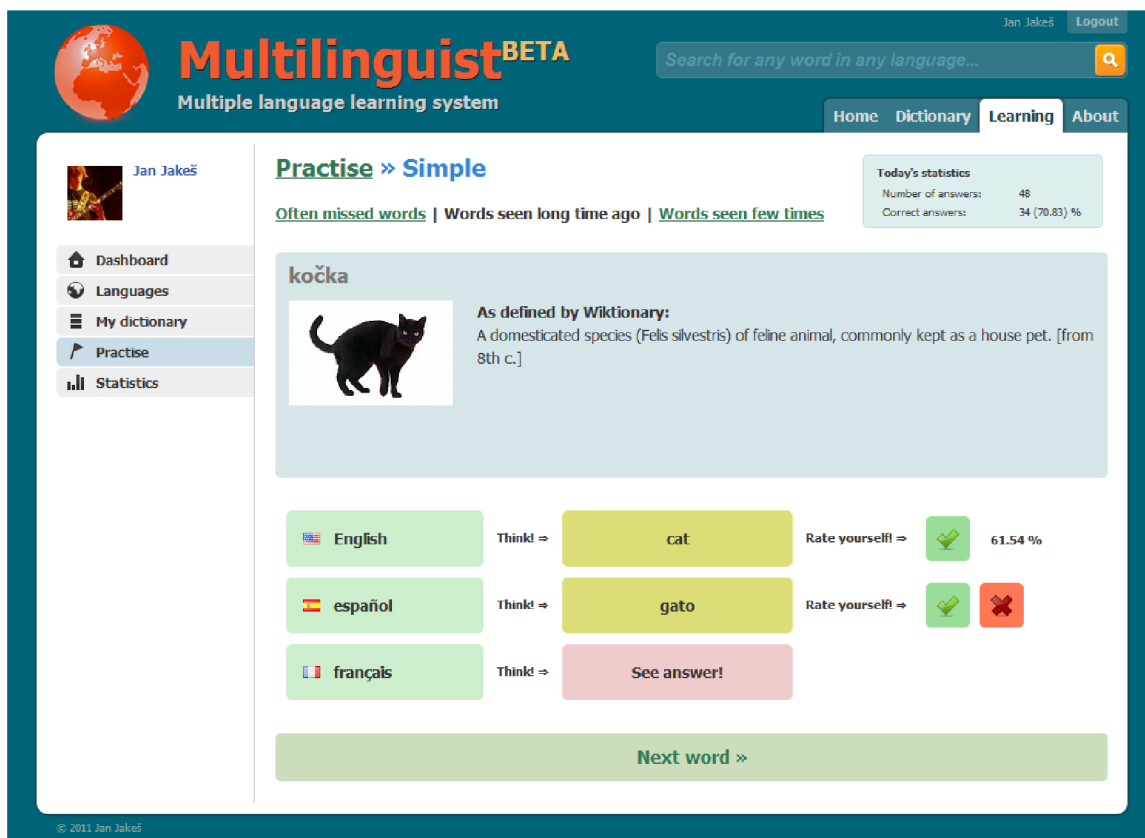 Jan Jakeš Logout
MultilinguistBETA
Search for any word in any language...
Multiple language learning system
Home Dictionary Learning About
Jan Jakeš
Practise » Simple
Often missed words | Words seen long time ago | Words seen few times
Today's statistics
Number of answers: 48
Correct answers: 34 (70.83) %
Dashboard
Languages
My dictionary
Practise
Statistics
kočka
As defined by Wiktionary:
A domesticated species (Felis silvestris) of feline animal, commonly kept as a house pet. [from
8th c.]
English Think! ⇒ cat Rate yourself! ⇒ 61.54 %
español Think! ⇒ gato Rate yourself! ⇒
français Think! ⇒ See answer!
Next word »
© 2011 Jan Jakeš